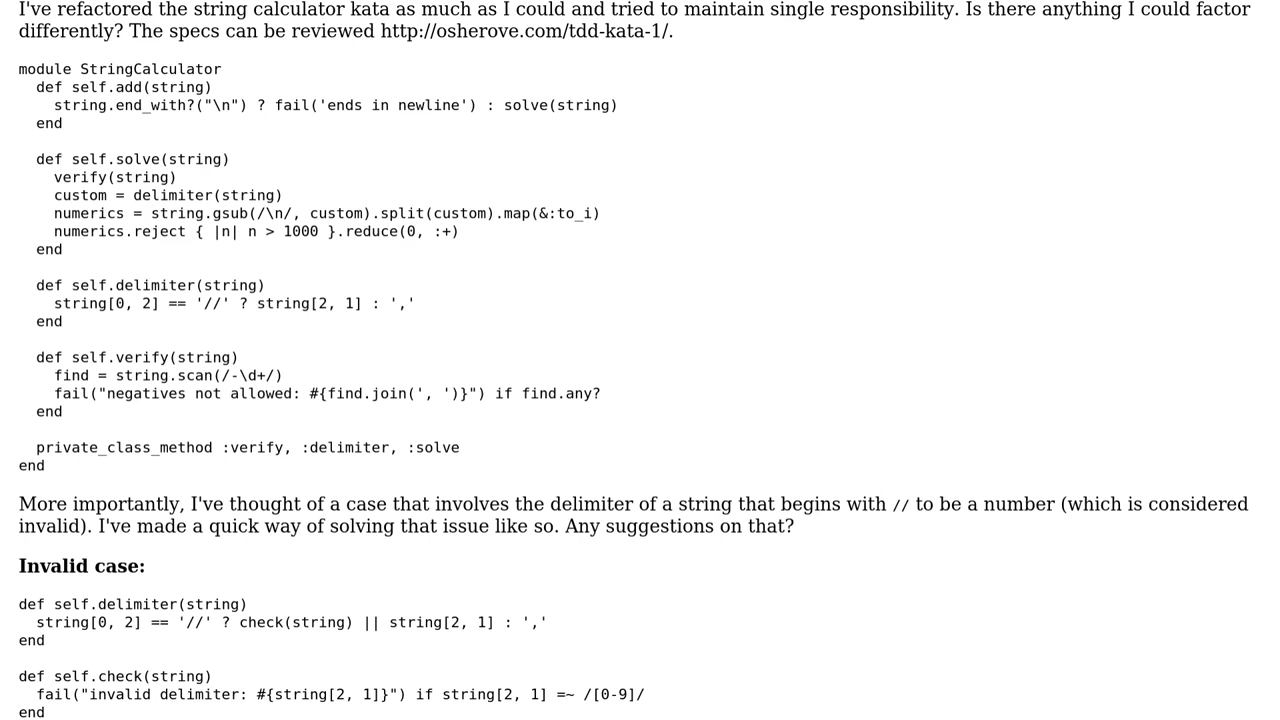 I've refactored the string calculator kata as much as I could and tried to maintain single responsibility. Is there anything I could factor
differently? The specs can be reviewed http://osherove.com/tdd-kata-1/.
module StringCalculator
  def self.add(string)
    string.end_with?("\n") ? fail('ends in newline') : solve(string)
  end

  def self.solve(string)
    verify(string)
    custom = delimiter(string)
    numerics = string.gsub(/\n/, custom).split(custom).map(&:to_i)
    numerics.reject { |n| n > 1000 }.reduce(0, :+)
  end

  def self.delimiter(string)
    string[0, 2] == '//' ? string[2, 1] : ','
  end

  def self.verify(string)
    find = string.scan(/-\d+/)
    fail("negatives not allowed: #{find.join(', ')}") if find.any?
  end

  private_class_method :verify, :delimiter, :solve
end
More importantly, I've thought of a case that involves the delimiter of a string that begins with // to be a number (which is considered
invalid). I've made a quick way of solving that issue like so. Any suggestions on that?
Invalid case:
def self.delimiter(string)
  string[0, 2] == '//' ? check(string) || string[2, 1] : ','
end

def self.check(string)
  fail("invalid delimiter: #{string[2, 1]}") if string[2, 1] =~ /[0-9]/
end